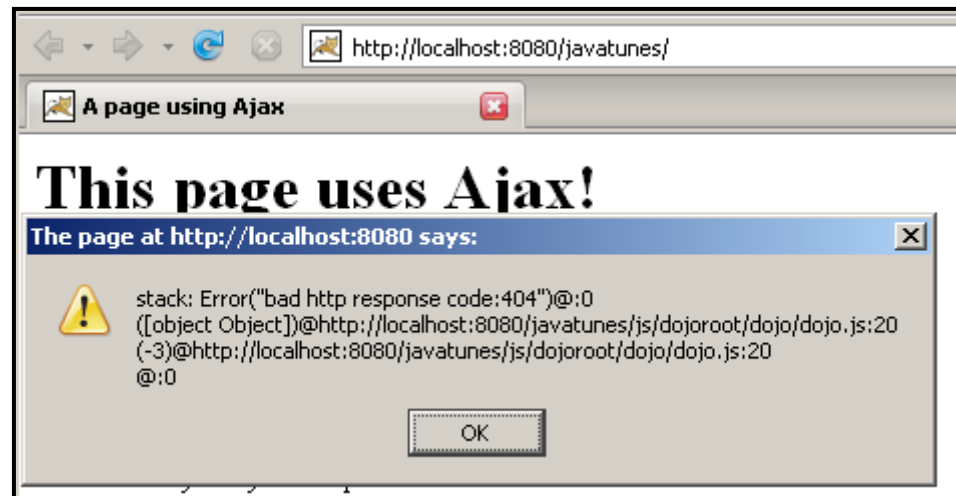 http://localhost:8080/javatunes/
A page using Ajax
This page uses Ajax!
The page at http://localhost:8080 says:
stack: Error("bad http response code:404")@:0
([object Object])@http://localhost:8080/javatunes/js/dojoroot/dojo/dojo.js:20
(-3)@http://localhost:8080/javatunes/js/dojoroot/dojo/dojo.js:20
@:0
OK